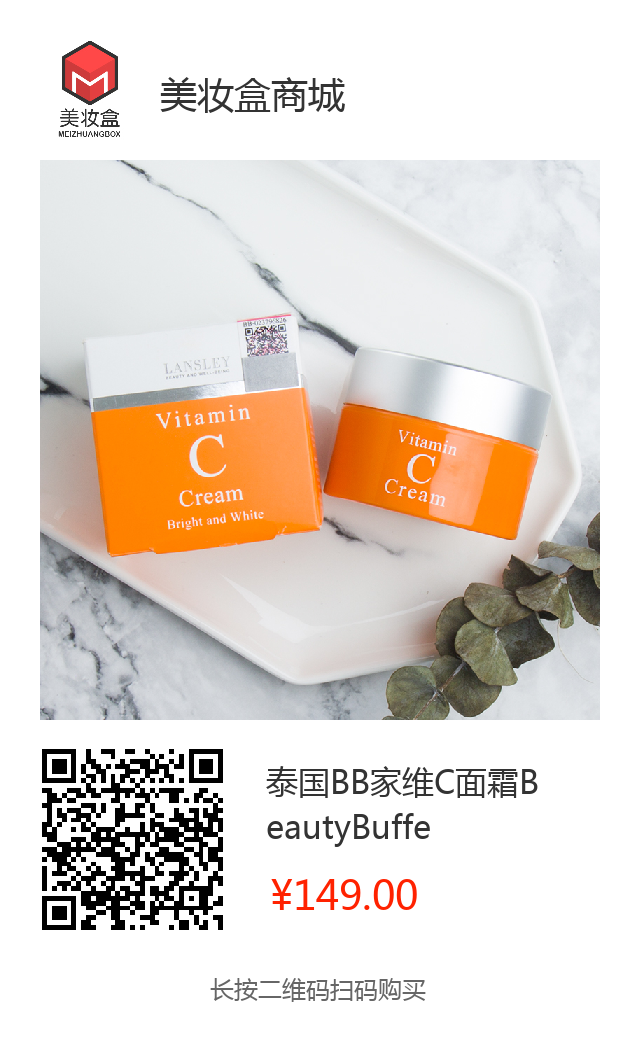 美妆盒
MEIZHUANGBOX
美妆盒商城
LANSLEY
Vitamin
C
Cream
Bright and White
Vitamin
C
Cream
泰国BB家维C面霜B
eautyBuffe
¥149.00
长按二维码扫码购买